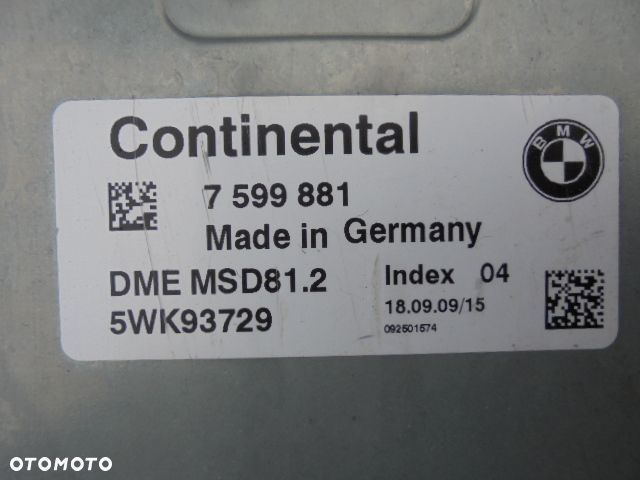 Continental
BMW
7 599 881
Made in Germany
DME MSD81.2
Index 04
5WK93729
18.09.09/15
092501574
OTOMOTO
OTOMOTO